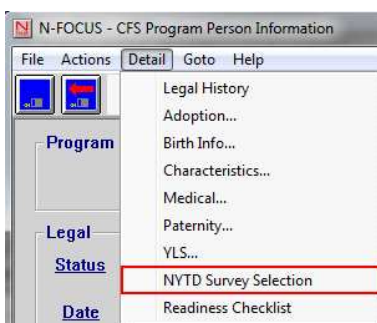 N-FOCUS - CFS Program Person Information
File Actions Detail Goto Help
Legal History
Adoption...
Program Birth Info...
Characteristics...
Medical...
Legal Paternity...
Status YLS...
NYTD Survey Selection
Date Readiness Checklist